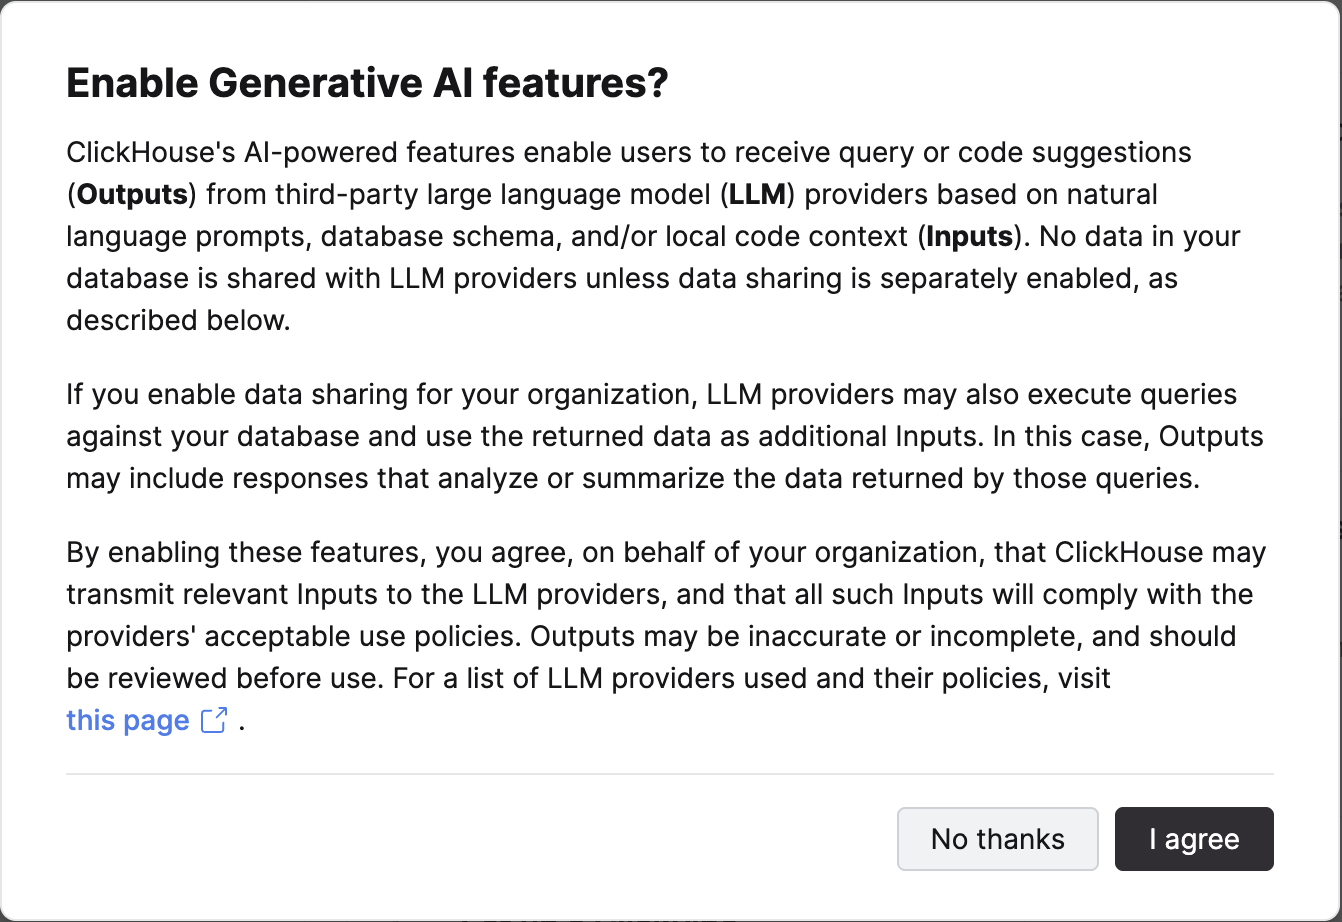 Enable Generative AI features?
ClickHouse's AI-powered features enable users to receive query or code suggestions
(Outputs) from third-party large language model (LLM) providers based on natural
language prompts, database schema, and/or local code context (Inputs). No data in your
database is shared with LLM providers unless data sharing is separately enabled, as
described below.
If you enable data sharing for your organization, LLM providers may also execute queries
against your database and use the returned data as additional Inputs. In this case, Outputs
may include responses that analyze or summarize the data returned by those queries.
By enabling these features, you agree, on behalf of your organization, that ClickHouse may
transmit relevant Inputs to the LLM providers, and that all such Inputs will comply with the
providers' acceptable use policies. Outputs may be inaccurate or incomplete, and should
be reviewed before use. For a list of LLM providers used and their policies, visit
this page .
No thanks I agree